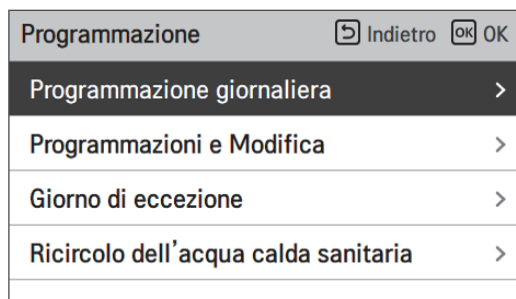 Programmazione Indietro OK OK
Programmazione giornaliera
Programmazioni e Modifica
Giorno di eccezione
Ricircolo dell'acqua calda sanitaria